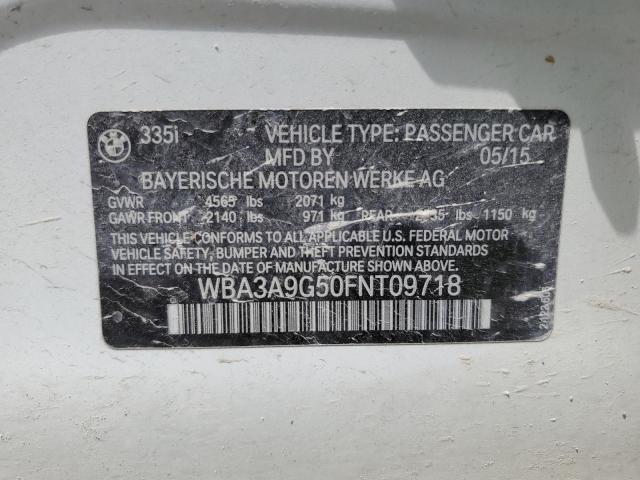 BMW
335i VEHICLE TYPE: PASSENGER CAR
MFD BY 05/15
BAYERISCHE MOTOREN WERKE AG
GVWR 4565 lbs 2071 kg
GAWR FRONT 2140 lbs 971 kg REAR 2535 lbs 1150 kg
THIS VEHICLE CONFORMS TO ALL APPLICABLE U.S. FEDERAL MOTOR
VEHICLE SAFETY, BUMPER AND THEFT PREVENTION STANDARDS
IN EFFECT ON THE DATE OF MANUFACTURE SHOWN ABOVE.
WBA3A9G50FNT09718